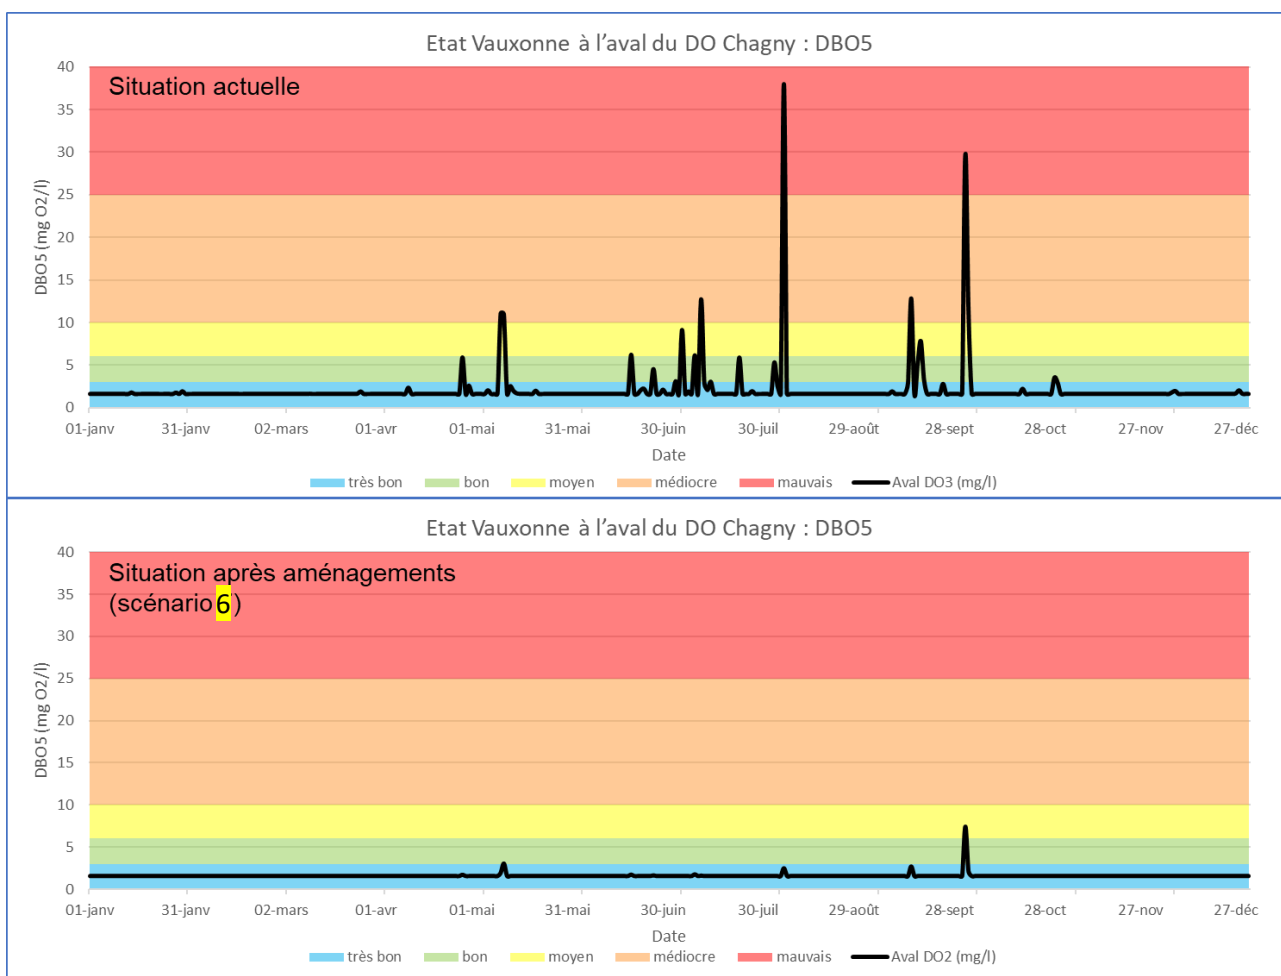 Etat Vauxonne à l'aval du DO Chagny : DBO5
Situation actuelle
DBO5 (mg O2/l)
40
35
30
25
20
15
10
5
0
01-janv 31-janv 02-mars 01-avr 01-mai 31-mai 30-juin 30-juil 29-août 28-sept 28-oct 27-nov 27-déc
Date
très bon bon moyen médiocre mauvais Aval DO3 (mg/l)
Etat Vauxonne à l'aval du DO Chagny : DBO5
Situation après aménagements
(scénario 6)
DBO5 (mg O2/l)
40
35
30
25
20
15
10
5
0
01-janv 31-janv 02-mars 01-avr 01-mai 31-mai 30-juin 30-juil 29-août 28-sept 28-oct 27-nov 27-déc
Date
très bon bon moyen médiocre mauvais Aval DO2 (mg/l)